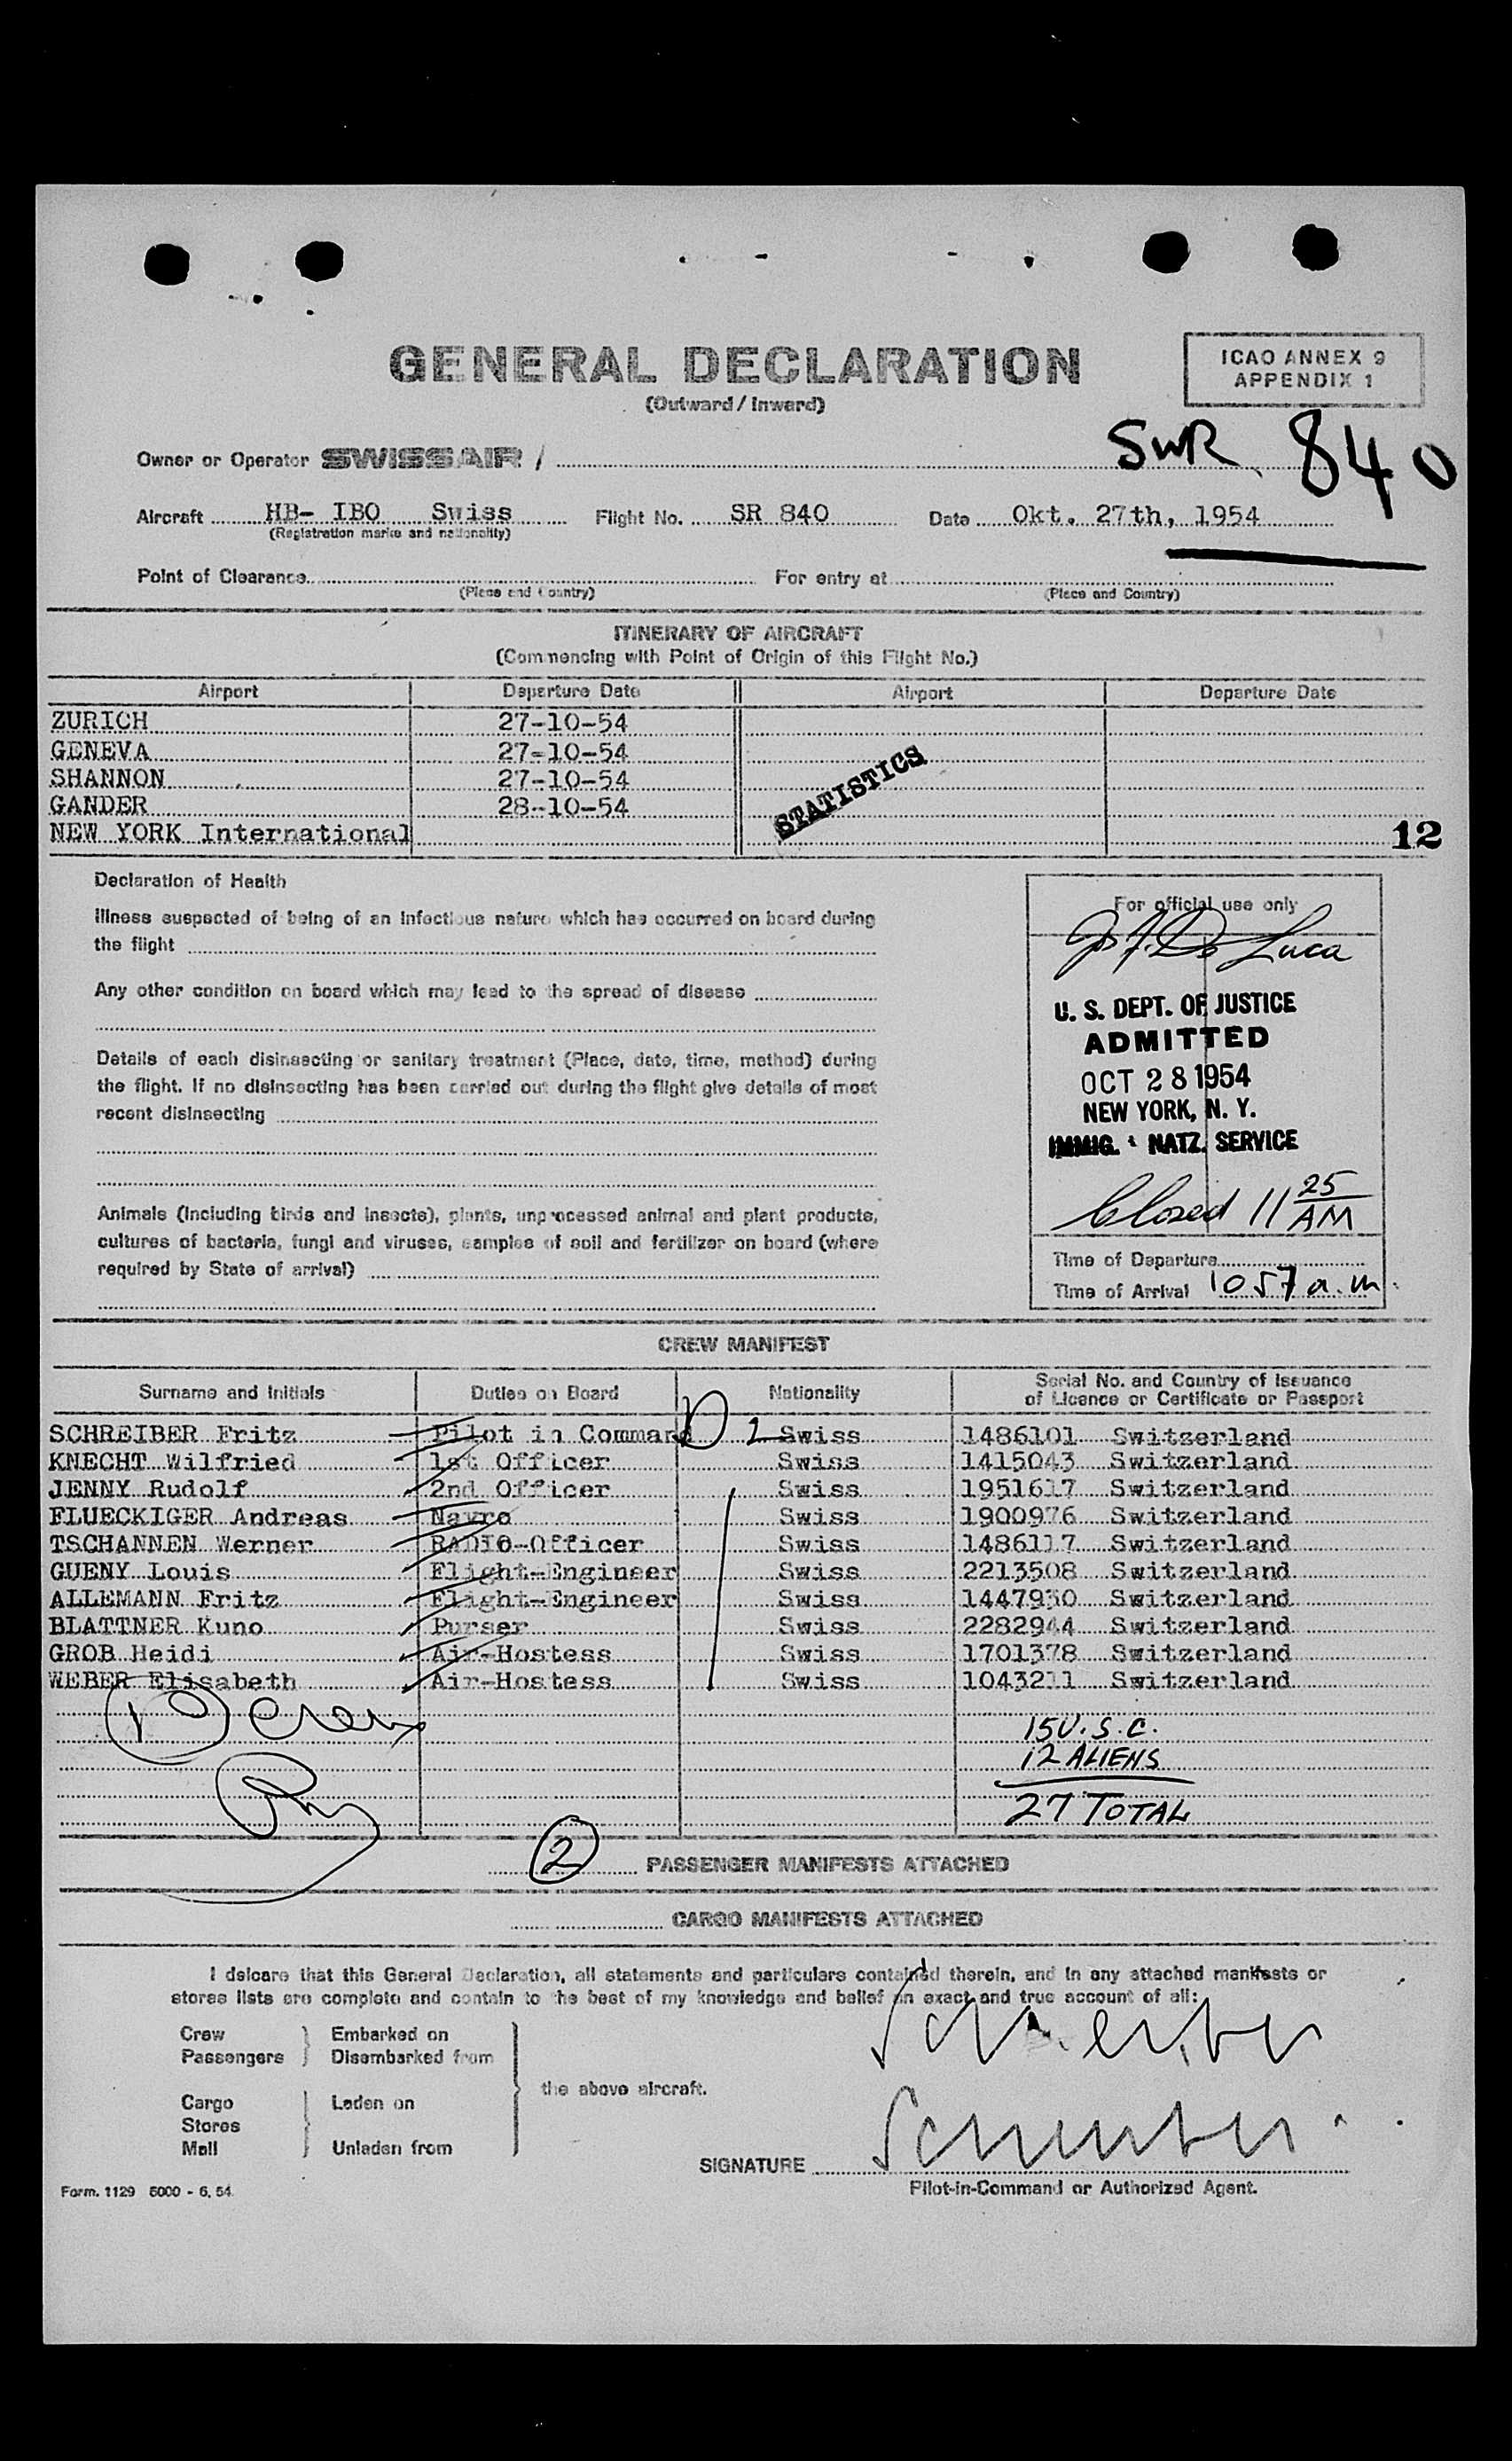 GENERAL DECLARATION
(Outward / Inward)
ICAO ANNEX 9
APPENDIX 1
SWR 840
Owner or Operator SWISSAIR /
Aircraft HB- IBO Swiss Flight No. SR 840 Date Okt. 27th, 1954
(Registration marks and nationality)
Point of Clearance For entry at
(Place and Country) (Place and Country)
ITINERARY OF AIRCRAFT
(Commencing with Point of Origin of this Flight No.)
Airport Departure Date Airport Departure Date
ZURICH 27-10-54
GENEVA 27-10-54
SHANNON 27-10-54
GANDER 28-10-54
NEW YORK International
STATISTICS
12
Declaration of Health
Illness suspected of being of an infectious nature which has occurred on board during
the flight
Any other condition on board which may lead to the spread of disease
Details of each disinsecting or sanitary treatment (Place, date, time, method) during
the flight. If no disinsecting has been carried out during the flight give details of most
recent disinsecting
Animals (including birds and insects), plants, unprocessed animal and plant products,
cultures of bacteria, fungi and viruses, samples of soil and fertilizer on board (where
required by State of arrival)
For official use only
De Luca
U. S. DEPT. OF JUSTICE
ADMITTED
OCT 28 1954
NEW YORK, N. Y.
IMMIG. & NATZ. SERVICE
Closed 11 25 AM
Time of Departure
Time of Arrival 1057 a.m.
CREW MANIFEST
Surname and Initials Duties on Board Nationality Serial No. and Country of Issuance
of Licence or Certificate or Passport
SCHREIBER Fritz Pilot in Command Swiss 1486101 Switzerland
KNECHT Wilfried 1st Officer Swiss 1415043 Switzerland
JENNY Rudolf 2nd Officer Swiss 1951617 Switzerland
FLUECKIGER Andreas Navro Swiss 1900976 Switzerland
TSCHANNEN Werner RADIO-Officer Swiss 1486117 Switzerland
GUENY Louis Flight-Engineer Swiss 2213508 Switzerland
ALLEMANN Fritz Flight-Engineer Swiss 1447930 Switzerland
BLATTNER Kuno Purser Swiss 2282944 Switzerland
GROB Heidi Air-Hostess Swiss 1701378 Switzerland
WEBER Elisabeth Air-Hostess Swiss 1043211 Switzerland
10 crew
15 U.S.C.
12 ALIENS
27 TOTAL
2 PASSENGER MANIFESTS ATTACHED
CARGO MANIFESTS ATTACHED
I delcare that this General Declaration, all statements and particulars contained therein, and in any attached manifests or
stores lists are complete and contain to the best of my knowledge and belief an exact and true account of all:
Crew Embarked on
Passengers Disembarked from
the above aircraft.
Cargo Laden on
Stores
Mail Unladen from
Schreiber
SIGNATURE Schreiber
Pilot-in-Command or Authorized Agent.
Form. 1129 5000 - 6. 54.